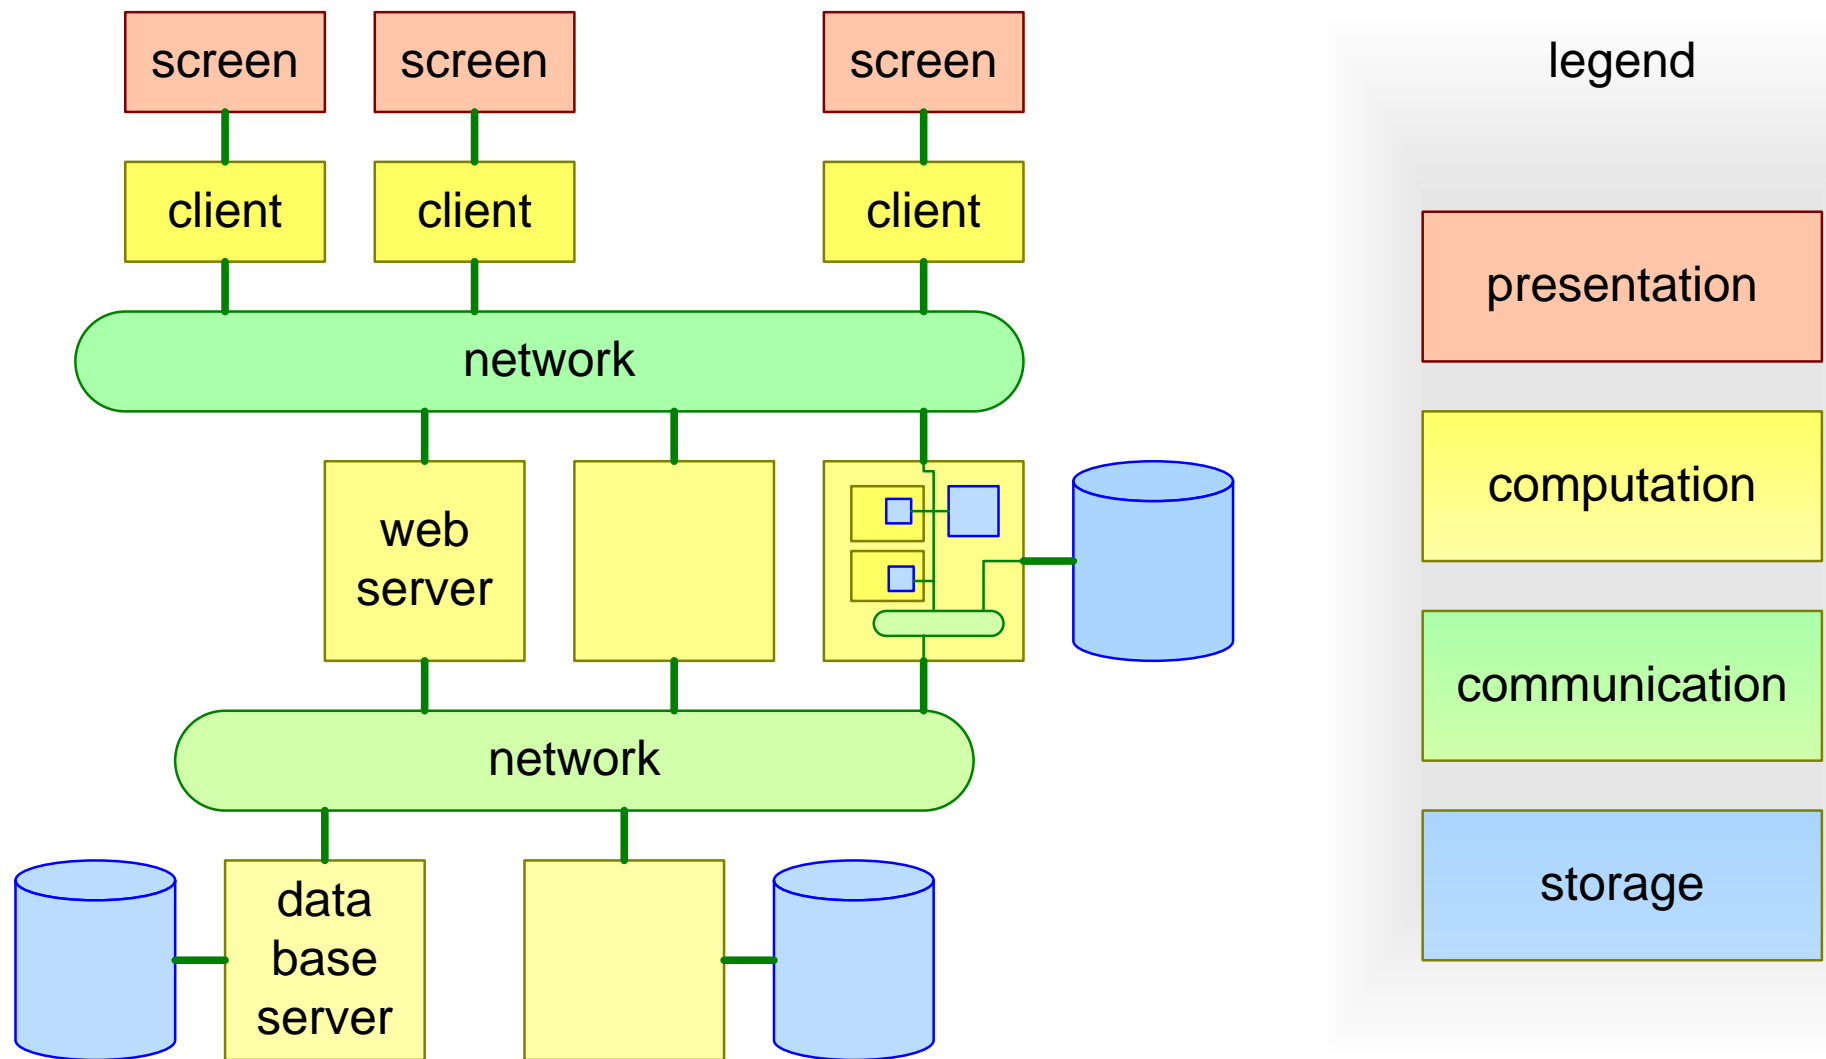 screen
screen
screen
client
client
client
network
web
server
network
data
base
server
legend
presentation
computation
communication
storage